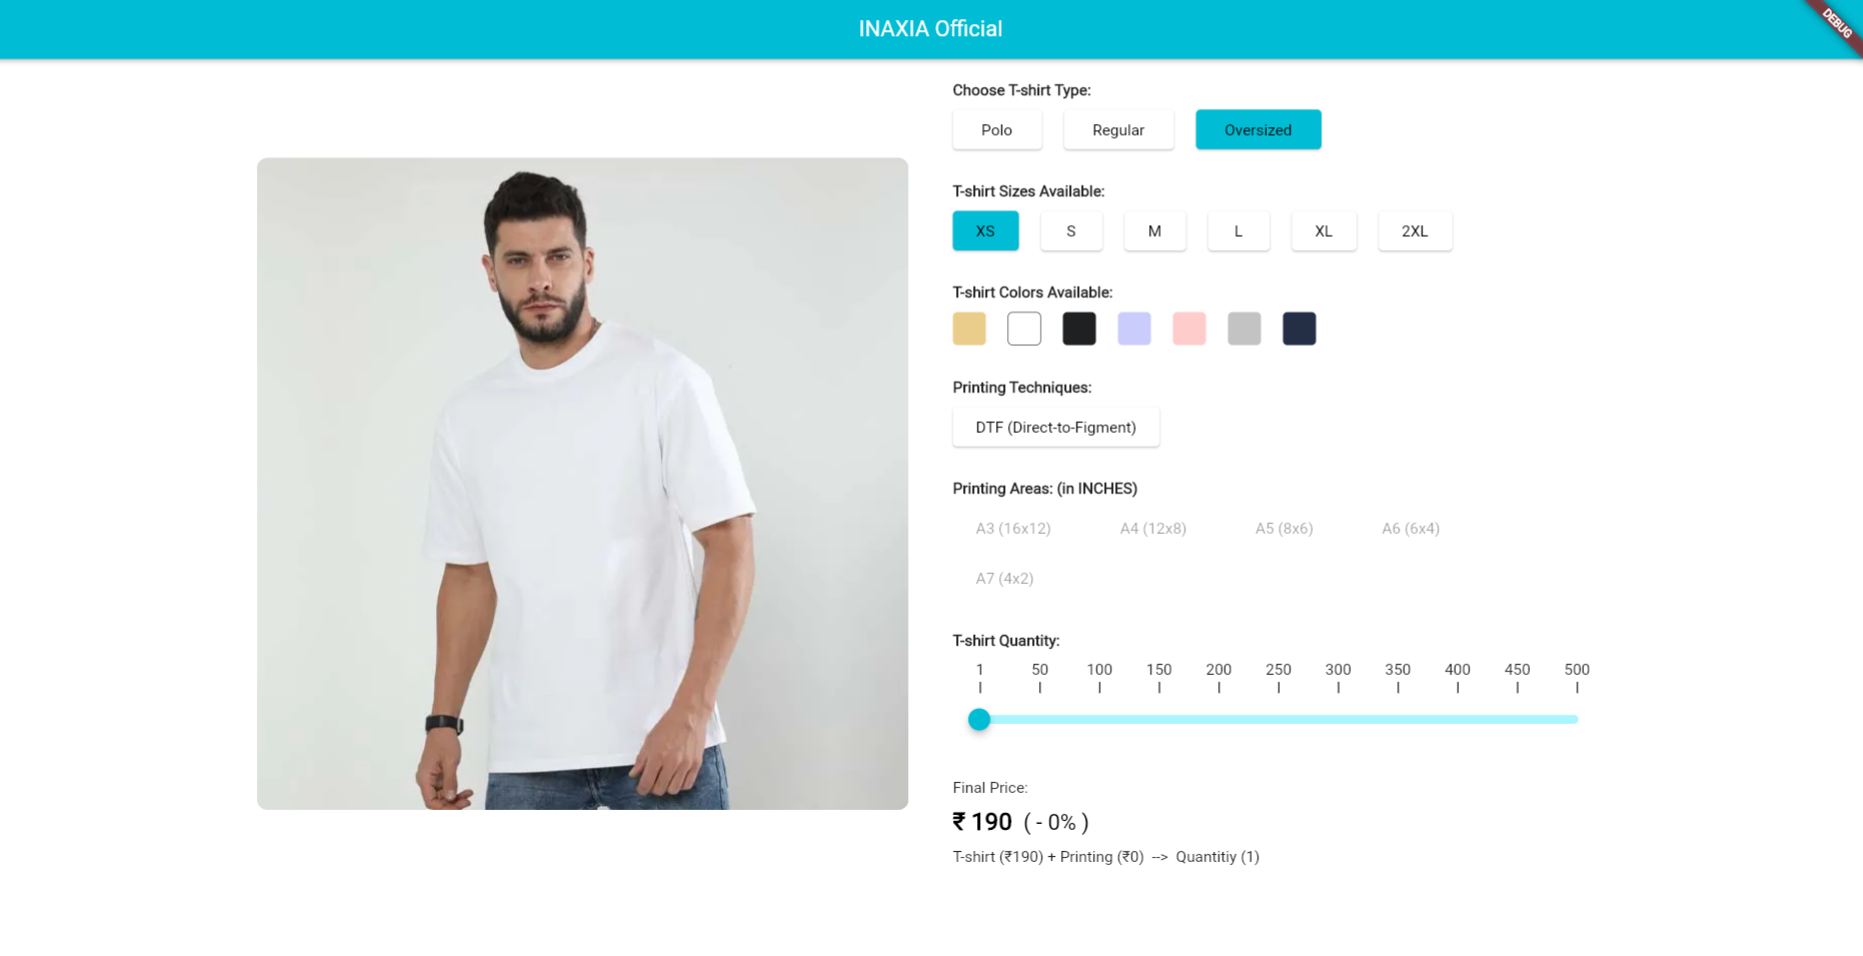 INAXIA Official
DEBUG
Choose T-shirt Type:
Polo Regular Oversized
T-shirt Sizes Available:
XS S M L XL 2XL
T-shirt Colors Available:
Printing Techniques:
DTF (Direct-to-Figment)
Printing Areas: (in INCHES)
A3 (16x12) A4 (12x8) A5 (8x6) A6 (6x4)
A7 (4x2)
T-shirt Quantity:
1 50 100 150 200 250 300 350 400 450 500
Final Price:
₹ 190 ( - 0% )
T-shirt (₹190) + Printing (₹0) --> Quantitiy (1)